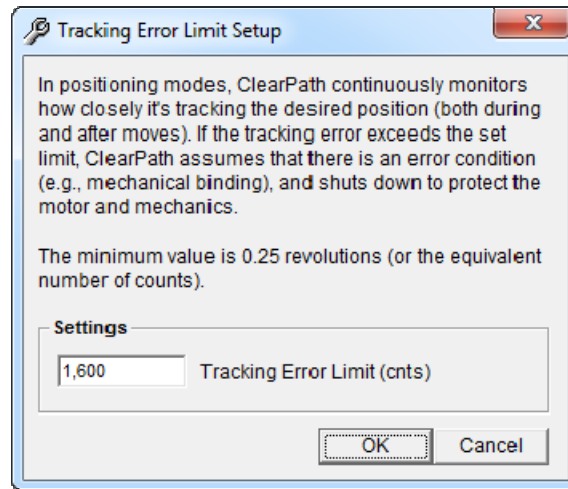 Tracking Error Limit Setup
In positioning modes, ClearPath continuously monitors
how closely it's tracking the desired position (both during
and after moves). If the tracking error exceeds the set
limit, ClearPath assumes that there is an error condition
(e.g., mechanical binding), and shuts down to protect the
motor and mechanics.
The minimum value is 0.25 revolutions (or the equivalent
number of counts).
Settings
1,600 Tracking Error Limit (cnts)
OK Cancel